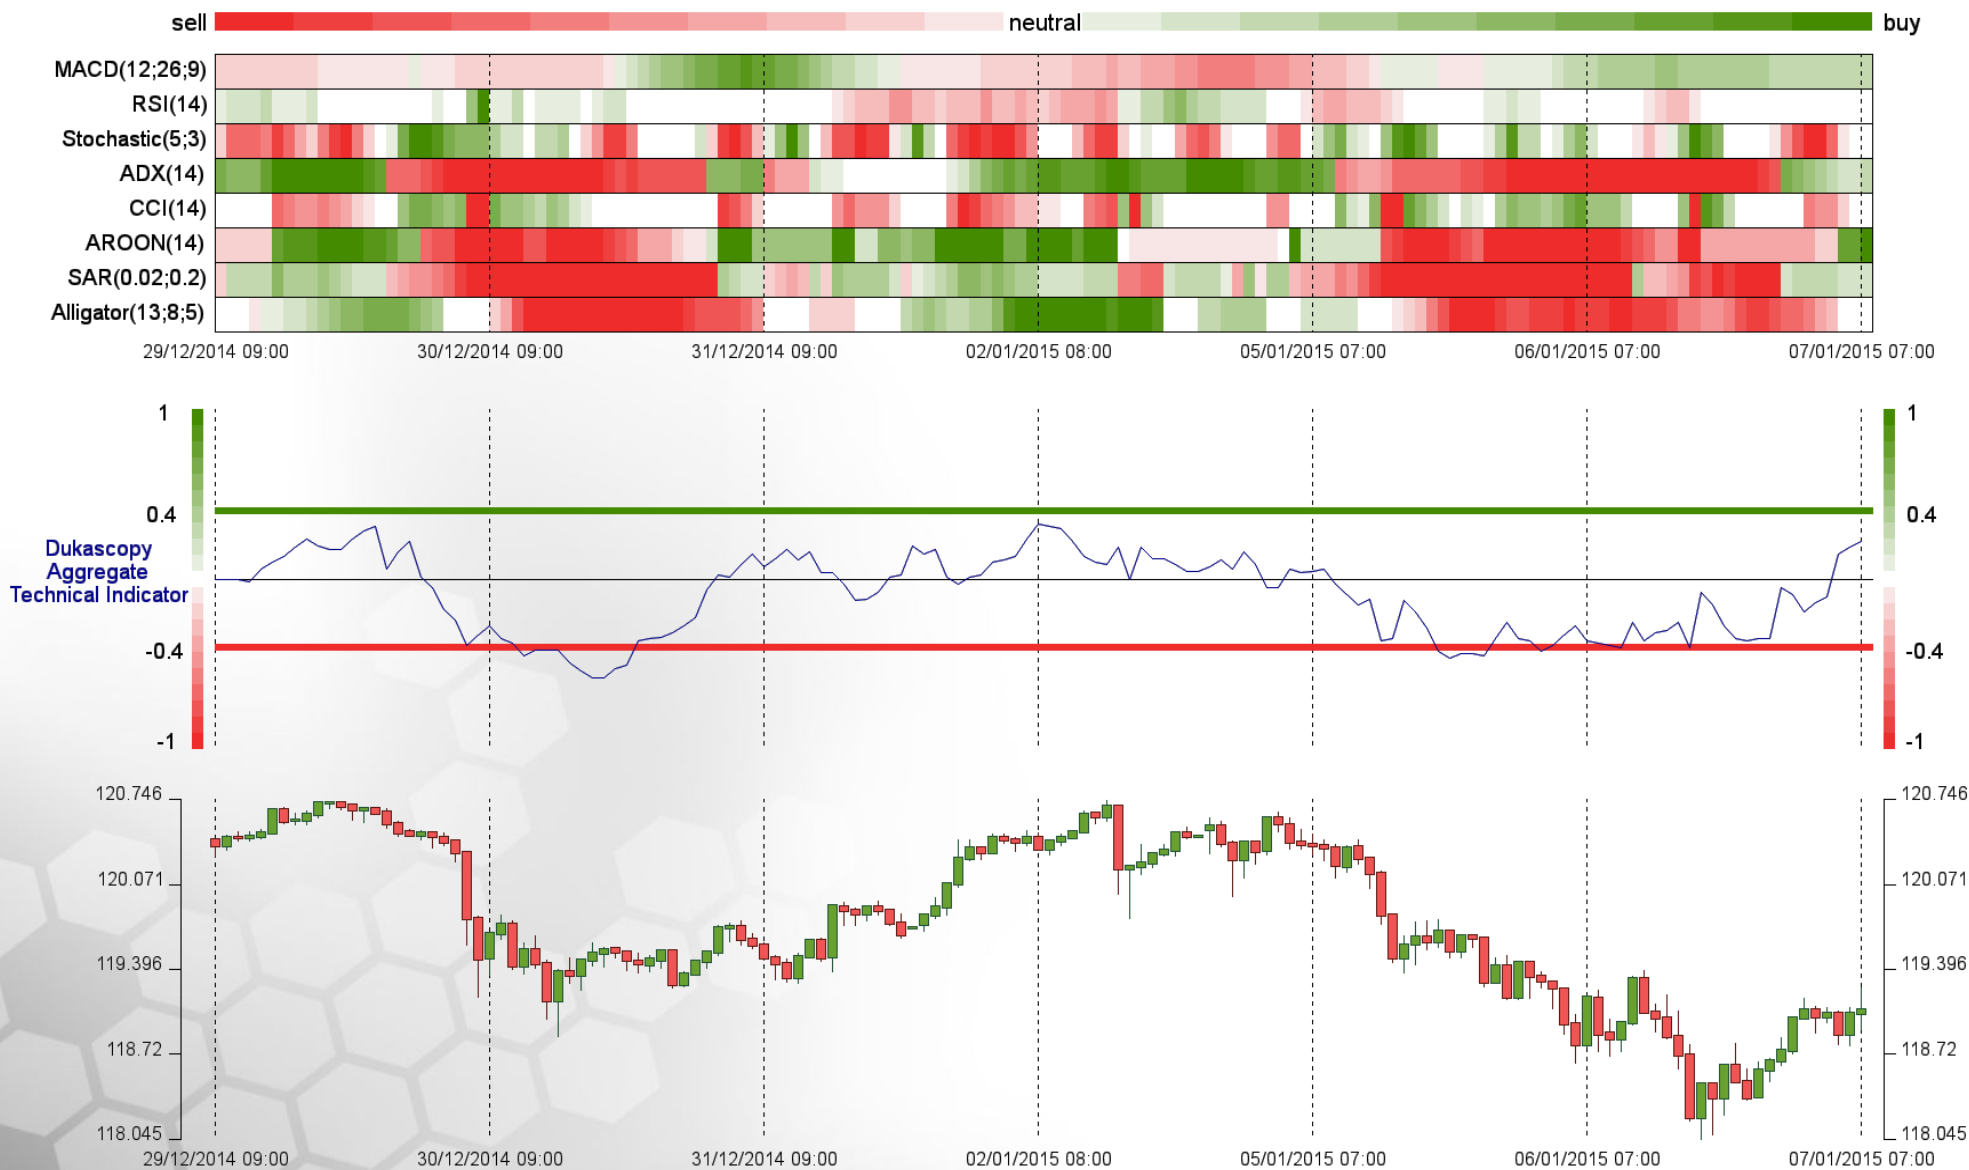 sell neutral buy
MACD(12;26;9)
RSI(14)
Stochastic(5;3)
ADX(14)
CCI(14)
AROON(14)
SAR(0.02;0.2)
Alligator(13;8;5)
29/12/2014 09:00 30/12/2014 09:00 31/12/2014 09:00 02/01/2015 08:00 05/01/2015 07:00 06/01/2015 07:00 07/01/2015 07:00
1 1
0.4 0.4
Dukascopy
Aggregate
Technical Indicator
-0.4 -0.4
-1 -1
120.746 120.746
120.071 120.071
119.396 119.396
118.72 118.72
118.045 118.045
29/12/2014 09:00 30/12/2014 09:00 31/12/2014 09:00 02/01/2015 08:00 05/01/2015 07:00 06/01/2015 07:00 07/01/2015 07:00